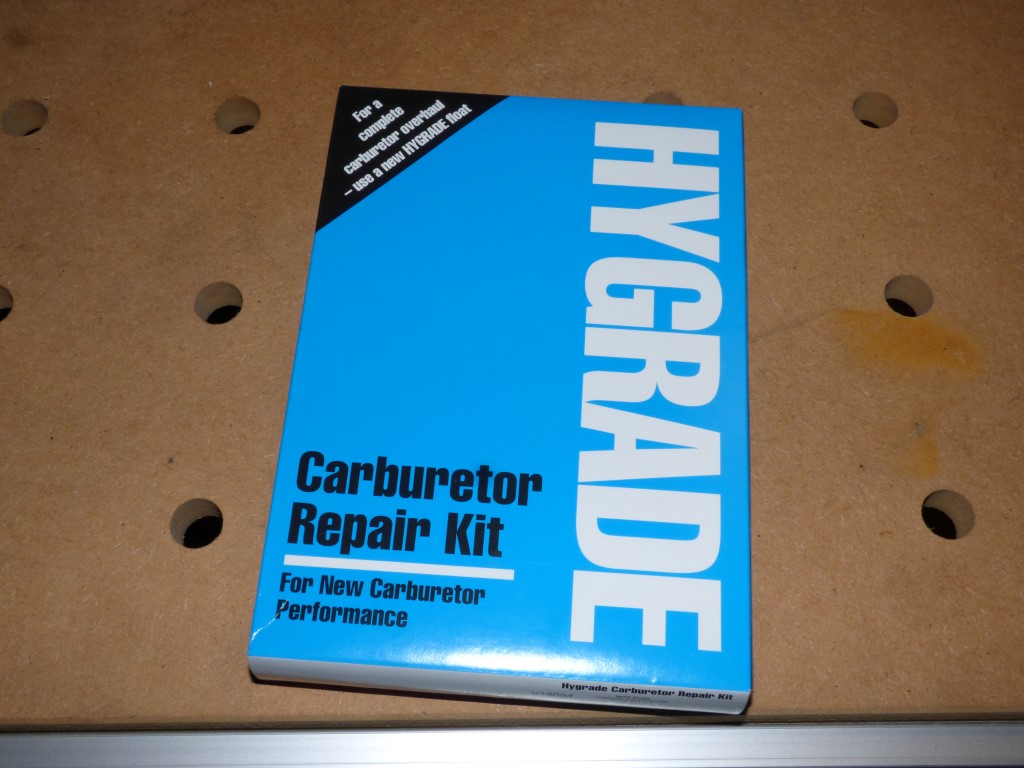 For a
complete
carburetor overhaul
– use a new HYGRADE float
HYGRADE
Carburetor
Repair Kit
For New Carburetor
Performance
Hygrade Carburetor Repair Kit